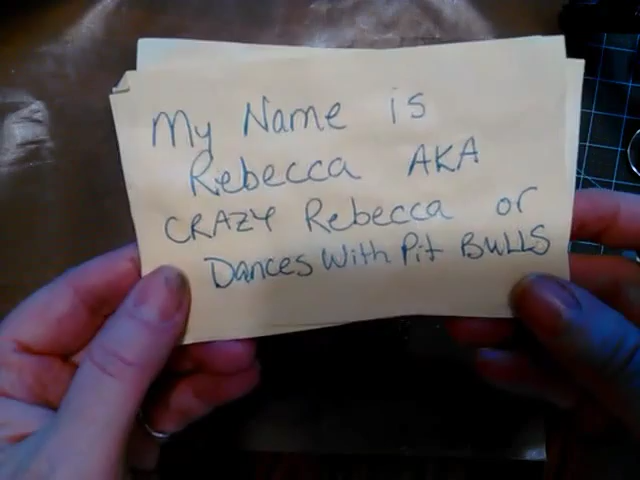 My Name is
Rebecca AKA
CRAZY Rebecca or
Dances With Pit BULLS